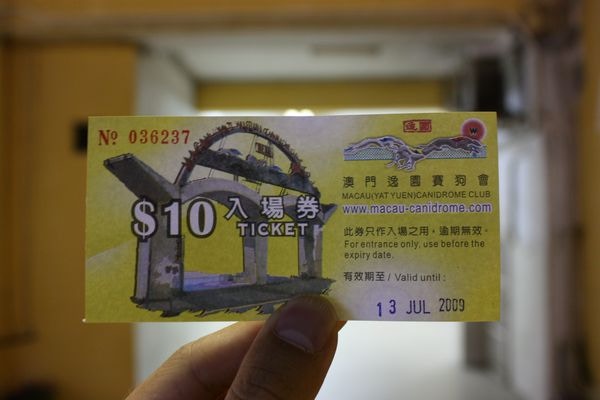 No 036237
$10 入場券
TICKET
逸園
W
澳門逸園賽狗會
MACAU(YAT YUEN)CANIDROME CLUB
www.macau-canidrome.com
此券只作入場之用，逾期無效。
For entrance only, use before the
expiry date.
有效期至 / Valid until :
13 JUL 2009